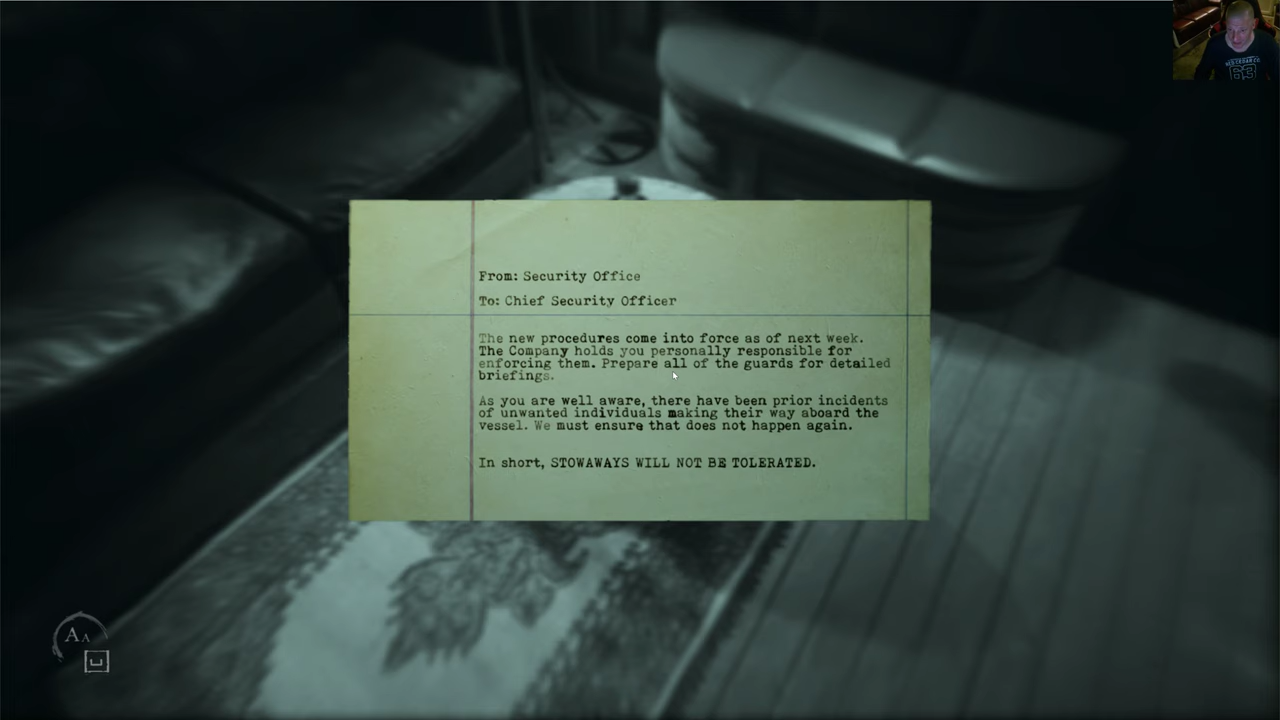 From: Security Office
To: Chief Security Officer
The new procedures come into force as of next week.
The Company holds you personally responsible for
enforcing them. Prepare all of the guards for detailed
briefings.
As you are well aware, there have been prior incidents
of unwanted individuals making their way aboard the
vessel. We must ensure that does not happen again.
In short, STOWAWAYS WILL NOT BE TOLERATED.
AA
63